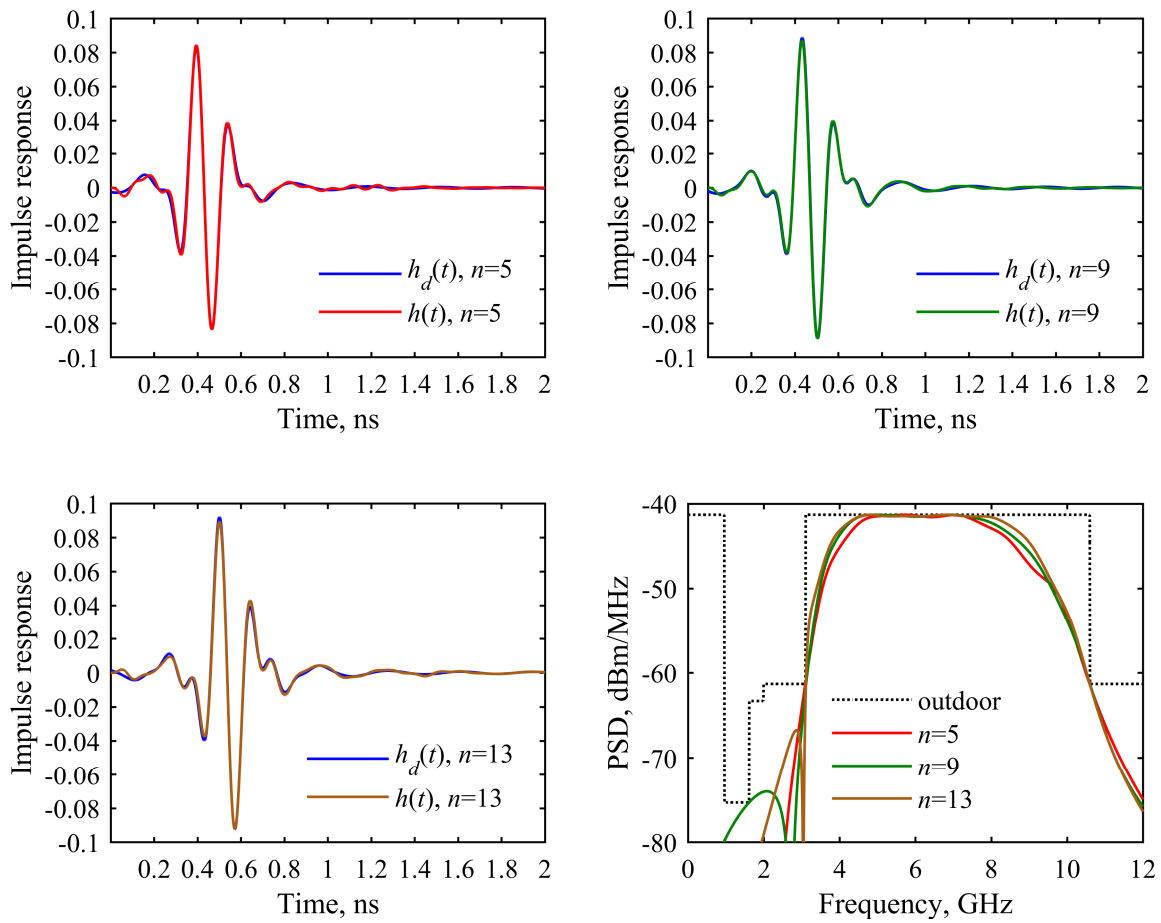 0.1
0.08
0.06
0.04
0.02
0
-0.02
-0.04
-0.06
-0.08
-0.1
Impulse response
h_d(t), n=5
h(t), n=5
0.2 0.4 0.6 0.8 1 1.2 1.4 1.6 1.8 2
Time, ns
0.1
0.08
0.06
0.04
0.02
0
-0.02
-0.04
-0.06
-0.08
-0.1
Impulse response
h_d(t), n=9
h(t), n=9
0.2 0.4 0.6 0.8 1 1.2 1.4 1.6 1.8 2
Time, ns
0.1
0.08
0.06
0.04
0.02
0
-0.02
-0.04
-0.06
-0.08
-0.1
Impulse response
h_d(t), n=13
h(t), n=13
0.2 0.4 0.6 0.8 1 1.2 1.4 1.6 1.8 2
Time, ns
-40
-50
-60
-70
-80
PSD, dBm/MHz
outdoor
n=5
n=9
n=13
0 2 4 6 8 10 12
Frequency, GHz